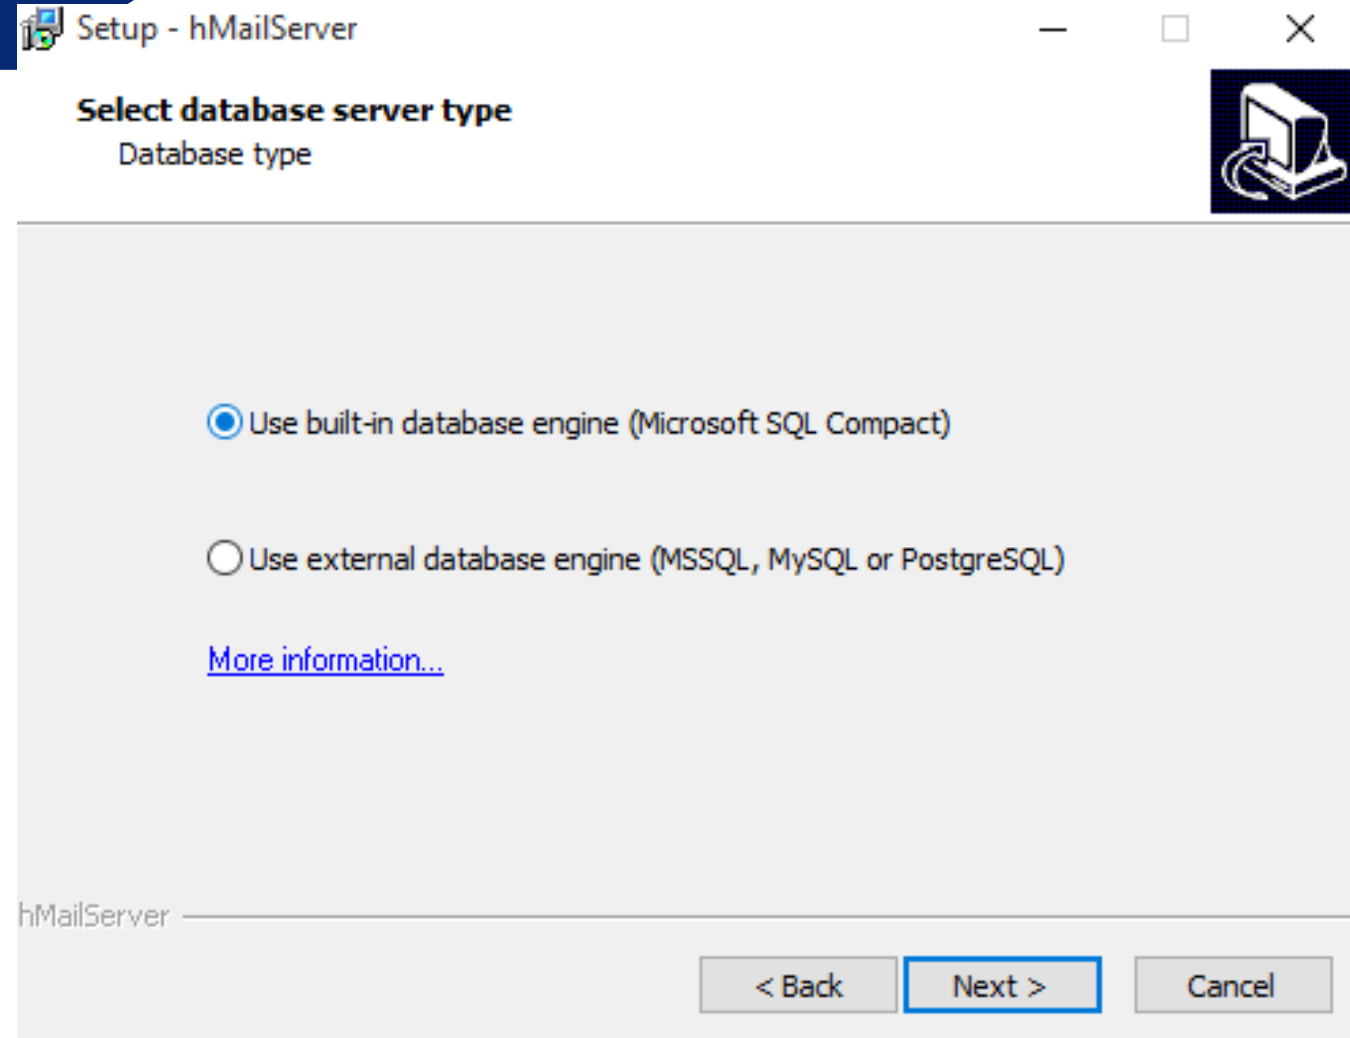 Setup - hMailServer
Select database server type
Database type
Use built-in database engine (Microsoft SQL Compact)
Use external database engine (MSSQL, MySQL or PostgreSQL)
More information...
hMailServer
< Back
Next >
Cancel